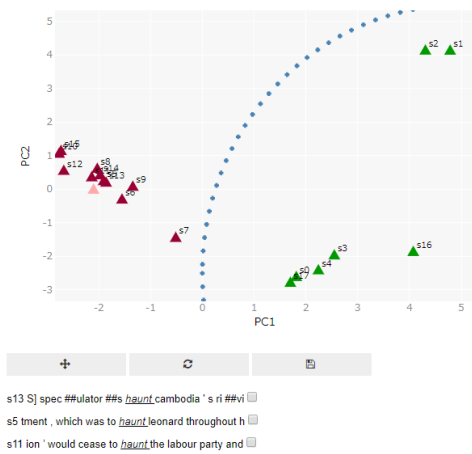 5
s2 s1
4
3
2
PC2
1
s15
s8
s12
s13
s9
0
s6
-1
s7
s3
s16
-2
s4
s0
s17
-3
-2 -1 0 1 2 3 4 5
PC1
s13 S] spec ##ulator ##s haunt cambodia ' s ri ##vi
s5 tment , which was to haunt leonard throughout h
s11 ion ' would cease to haunt the labour party and